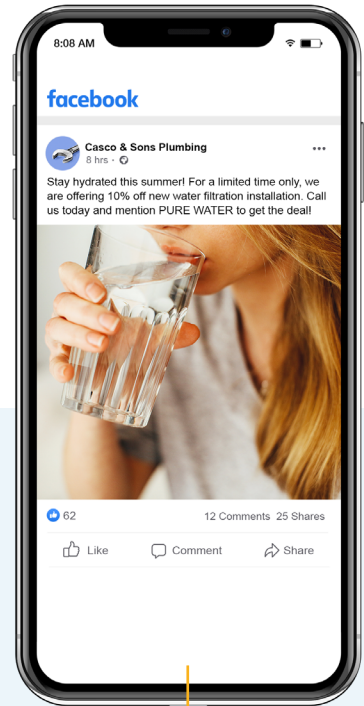 8:08 AM
facebook
Casco & Sons Plumbing
8 hrs ·
Stay hydrated this summer! For a limited time only, we
are offering 10% off new water filtration installation. Call
us today and mention PURE WATER to get the deal!
62
12 Comments 25 Shares
Like Comment Share